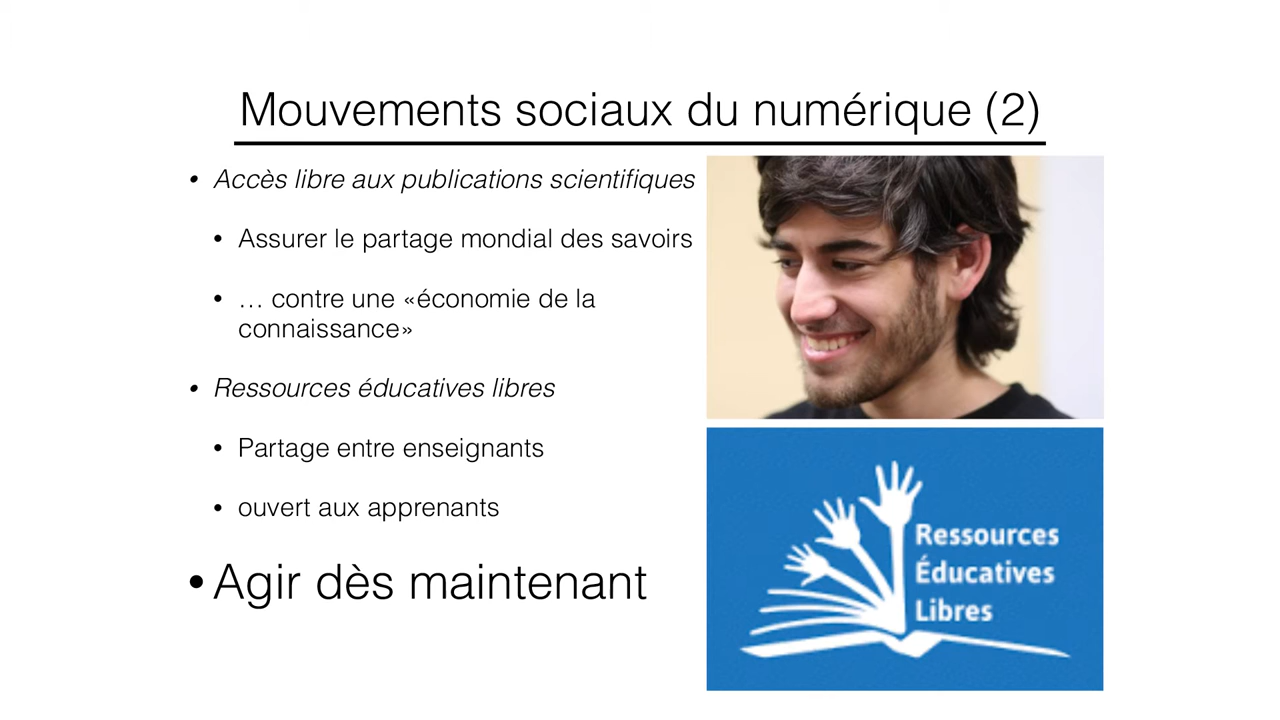 Mouvements sociaux du numérique (2)
• Accès libre aux publications scientifiques
• Assurer le partage mondial des savoirs
• … contre une «économie de la
connaissance»
• Ressources éducatives libres
• Partage entre enseignants
• ouvert aux apprenants
• Agir dès maintenant
Ressources
Éducatives
Libres